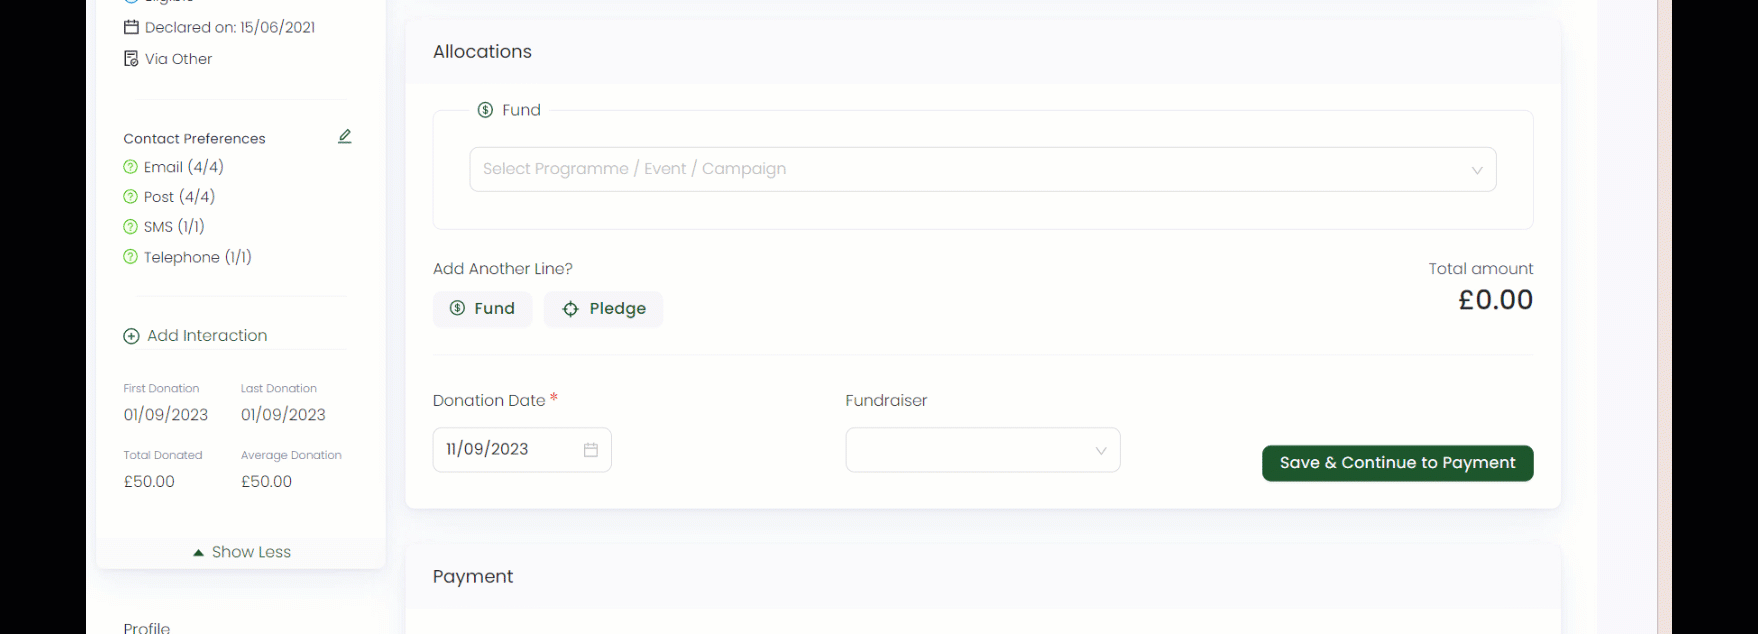 Eligible
Declared on: 15/06/2021
Via Other
Contact Preferences
Email (4/4)
Post (4/4)
SMS (1/1)
Telephone (1/1)
Add Interaction
First Donation Last Donation
01/09/2023 01/09/2023
Total Donated Average Donation
£50.00 £50.00
Show Less
Profile
Allocations
Fund
Select Programme / Event / Campaign
Add Another Line?
Fund Pledge
Total amount
£0.00
Donation Date *
11/09/2023
Fundraiser
Save & Continue to Payment
Payment